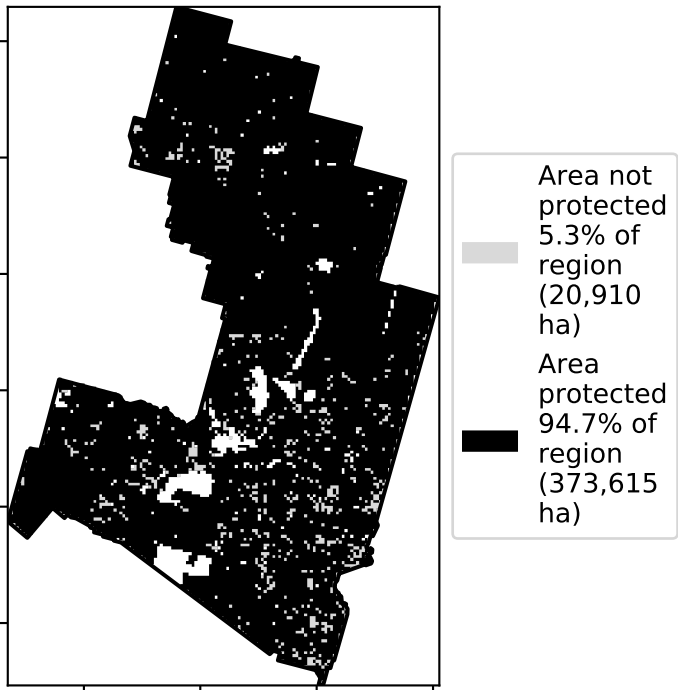 Area not
protected
5.3% of
region
(20,910
ha)
Area
protected
94.7% of
region
(373,615
ha)